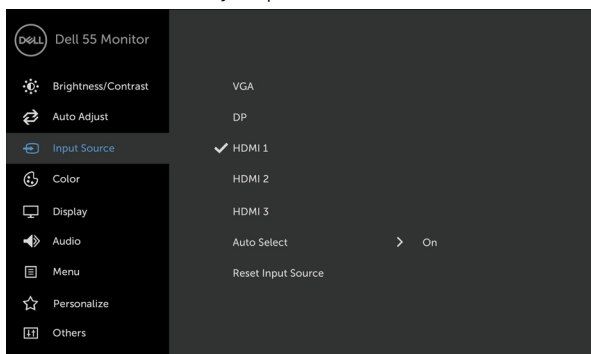 DELL
Dell 55 Monitor
Brightness/Contrast
Auto Adjust
Input Source
Color
Display
Audio
Menu
Personalize
Others
VGA
DP
HDMI 1
HDMI 2
HDMI 3
Auto Select On
Reset Input Source